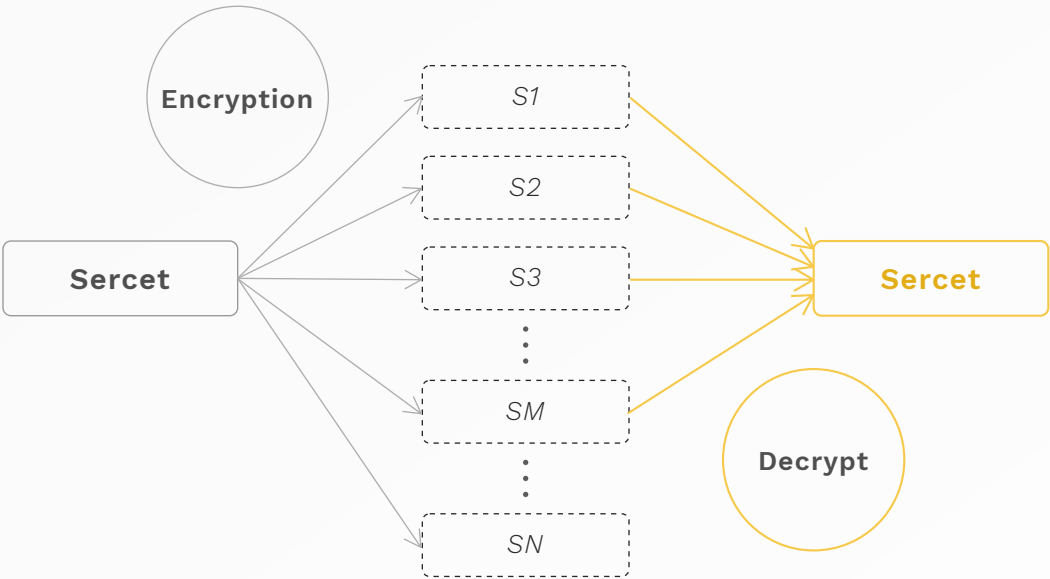 Encryption
S1
S2
Sercet
S3
Sercet
SM
Decrypt
SN